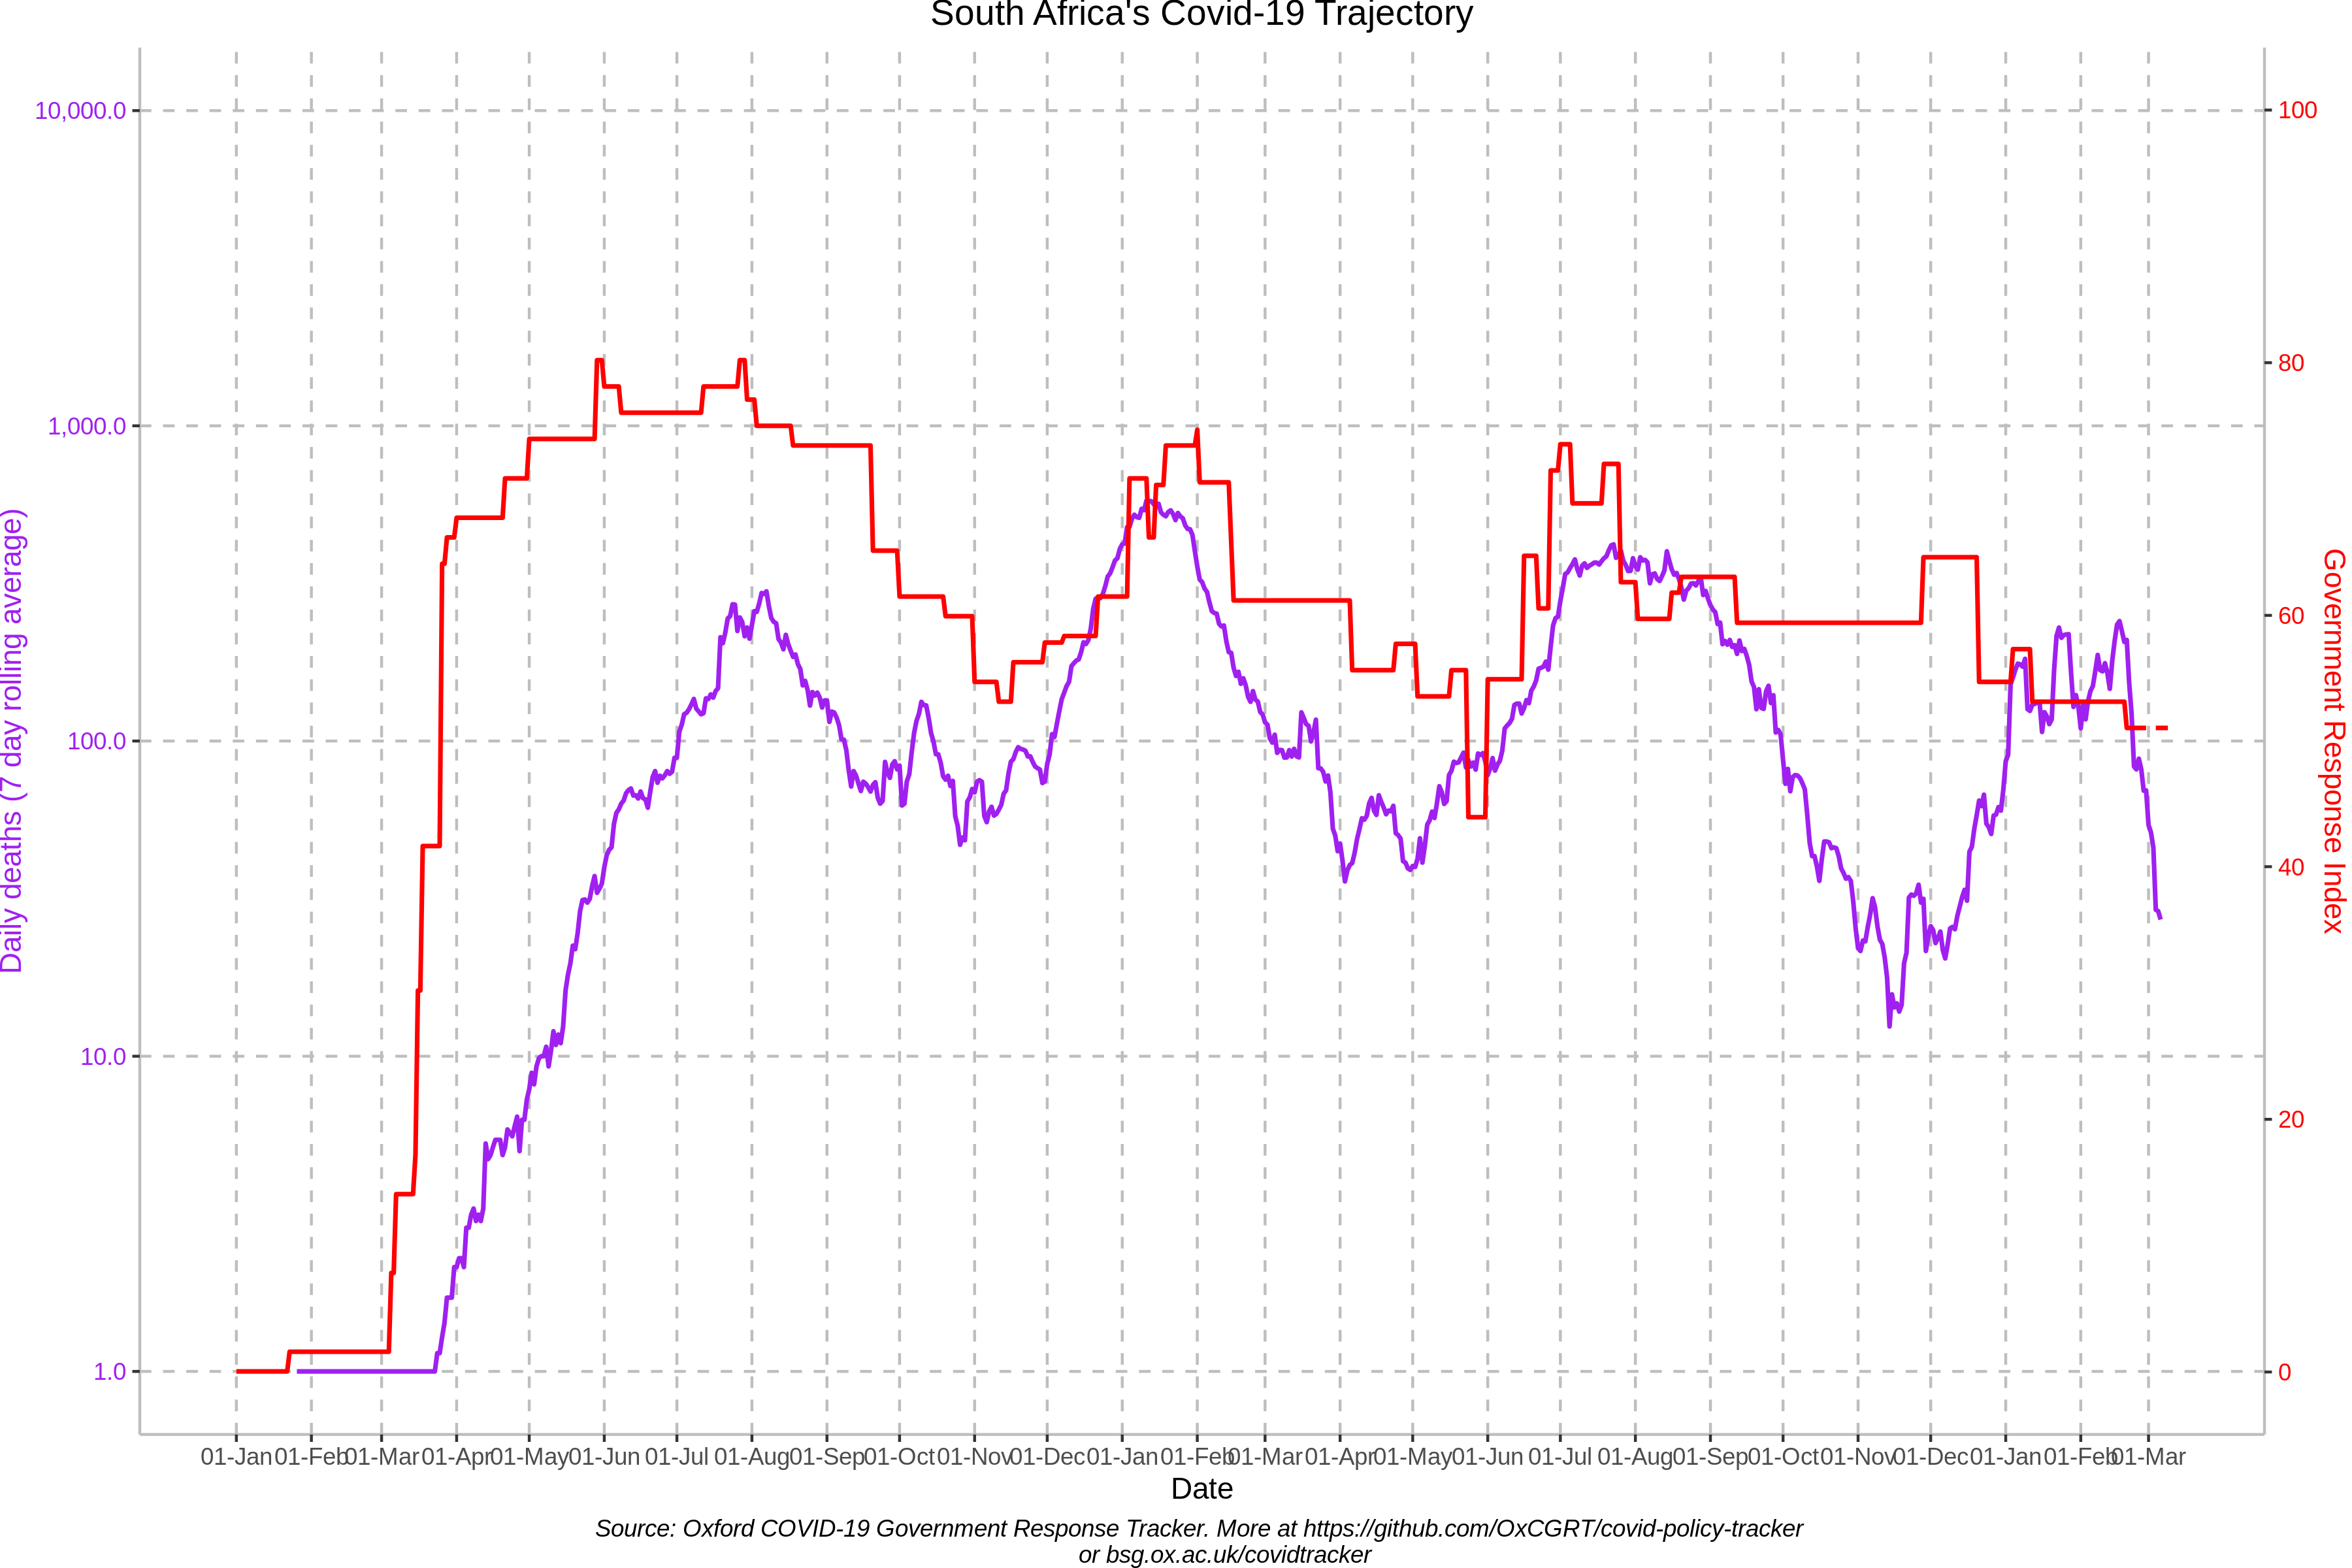 South Africa's Covid-19 Trajectory
10,000.0
1,000.0
100.0
10.0
1.0
Daily deaths (7 day rolling average)
100
80
60
40
20
0
Government Response Index
01-Jan 01-Feb 01-Mar 01-Apr 01-May 01-Jun 01-Jul 01-Aug 01-Sep 01-Oct 01-Nov 01-Dec 01-Jan 01-Feb 01-Mar 01-Apr 01-May 01-Jun 01-Jul 01-Aug 01-Sep 01-Oct 01-Nov 01-Dec 01-Jan 01-Feb 01-Mar
Date
Source: Oxford COVID-19 Government Response Tracker. More at https://github.com/OxCGRT/covid-policy-tracker
or bsg.ox.ac.uk/covidtracker